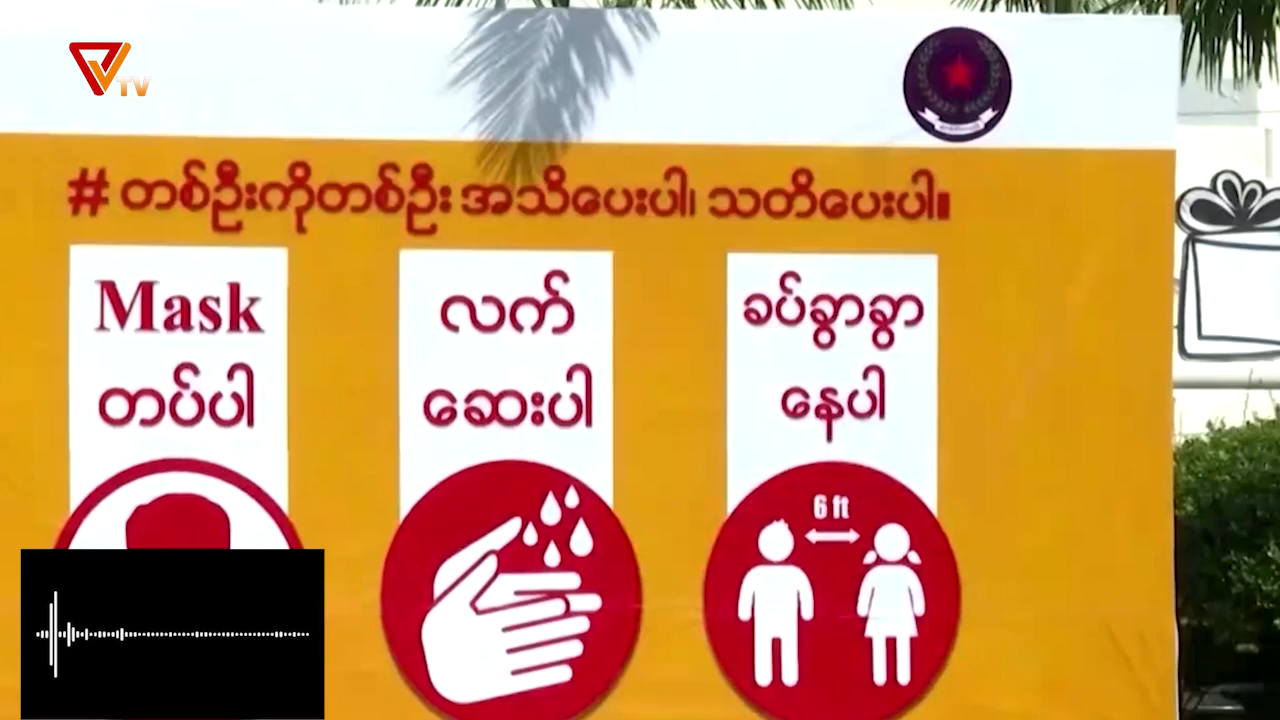 TV
# တစ်ဦးကိုတစ်ဦး အသိပေးပါ၊ သတိပေးပါ။
Mask
တပ်ပါ
လက်
ဆေးပါ
ခပ်ခွာခွာ
နေပါ
6 ft